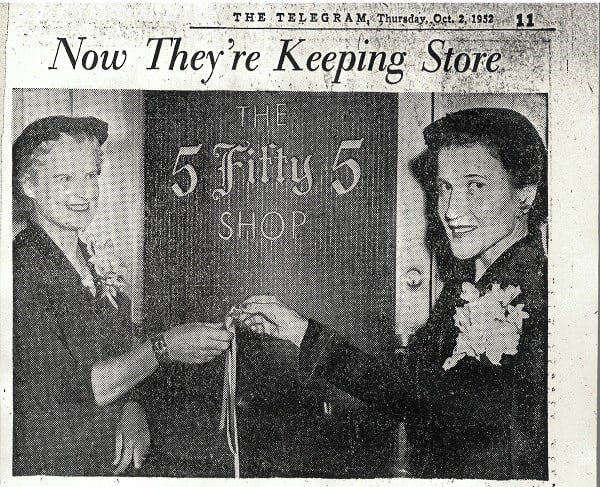 THE TELEGRAM, Thursday, Oct. 2, 1952 11
Now They're Keeping Store
THE
5 Fifty 5
SHOP